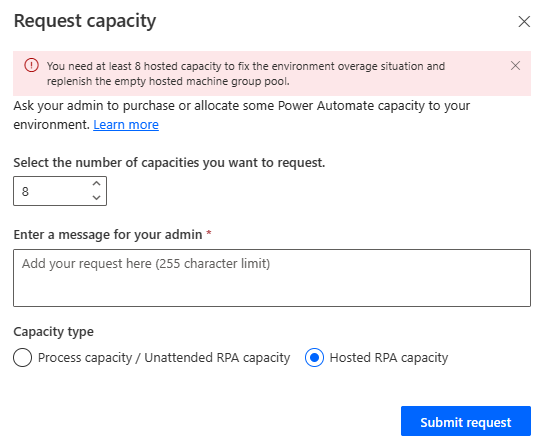 Request capacity
You need at least 8 hosted capacity to fix the environment overage situation and
replenish the empty hosted machine group pool.
Ask your admin to purchase or allocate some Power Automate capacity to your
environment. Learn more
Select the number of capacities you want to request.
8
Enter a message for your admin *
Add your request here (255 character limit)
Capacity type
Process capacity / Unattended RPA capacity Hosted RPA capacity
Submit request